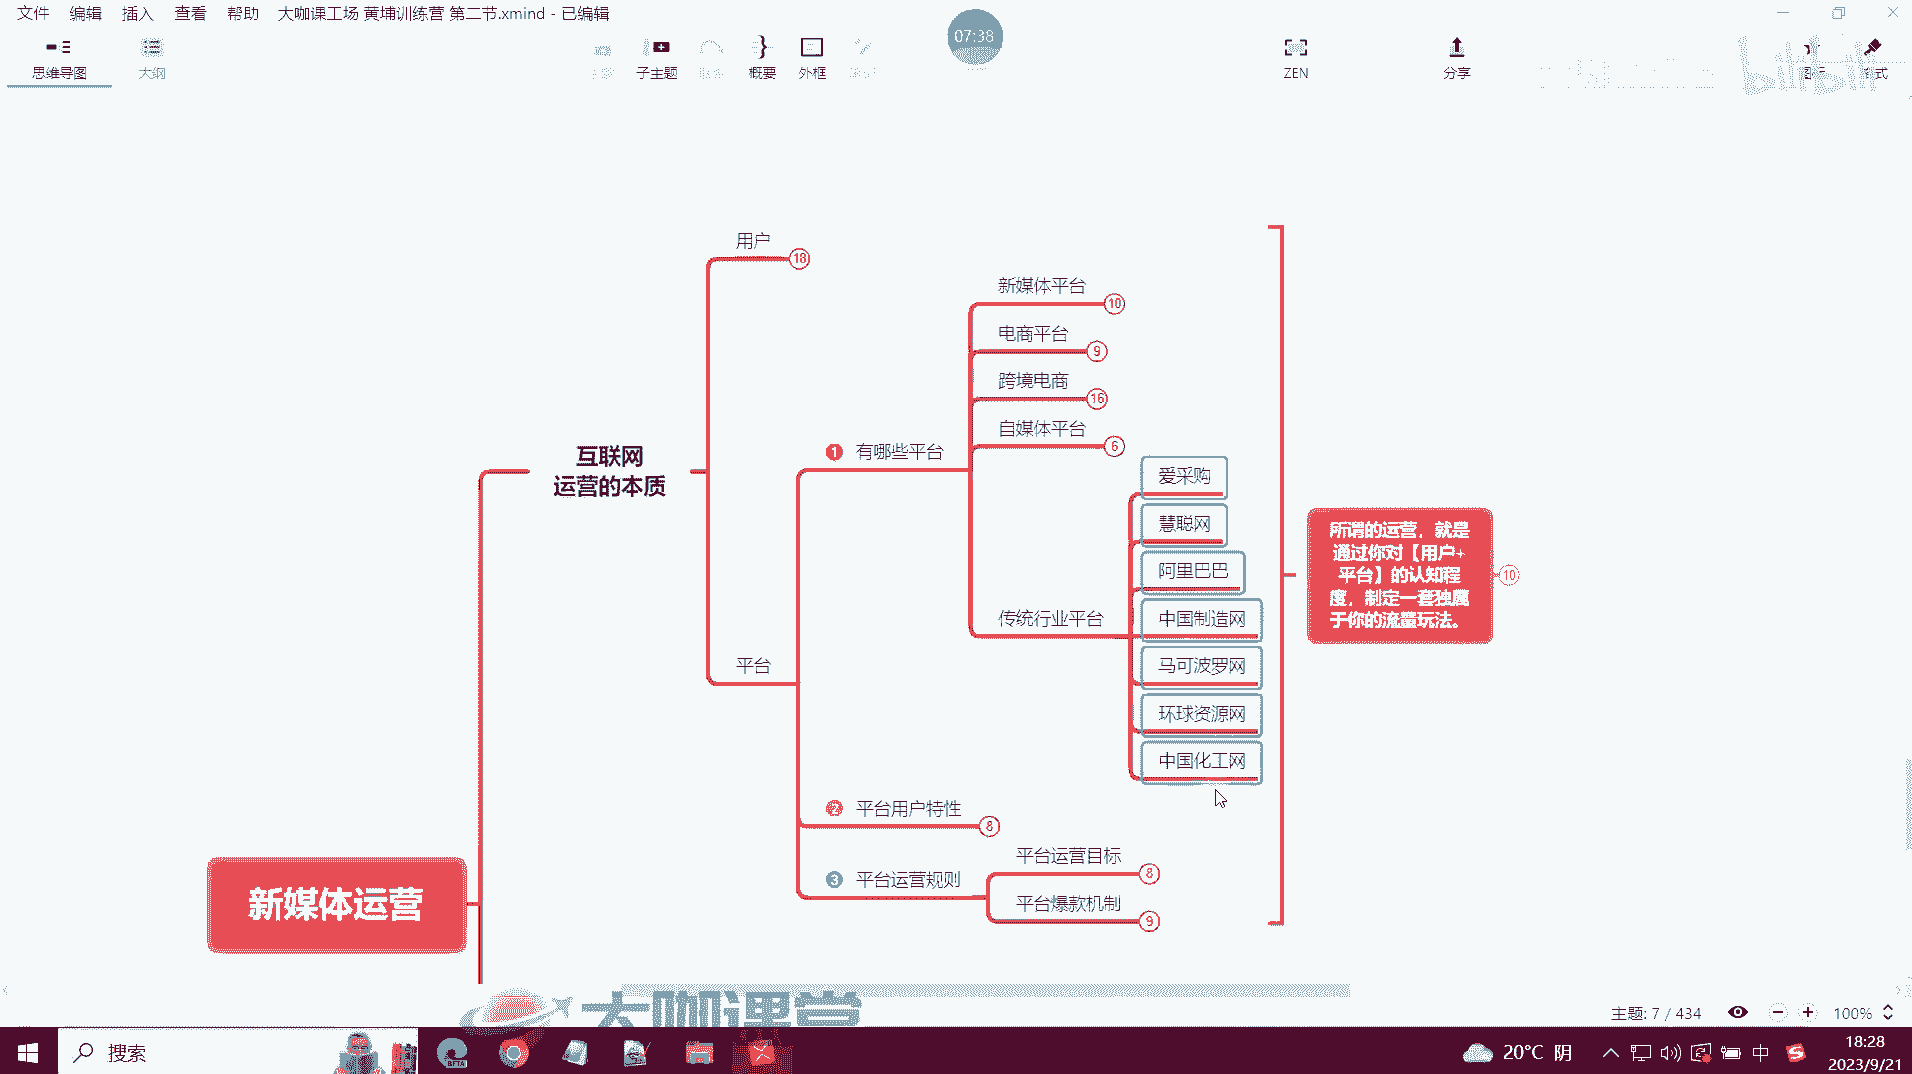 文件 编辑 插入 查看 帮助 大咖课工场 黄埔训练营 第二节.xmind - 已编辑
07:38
思维导图 大纲 子主题 概要 外框 ZEN 分享
bilibili
用户 18
新媒体平台 10
电商平台 9
跨境电商 16
自媒体平台 6
1 有哪些平台
互联网
运营的本质
爱采购
慧聪网
阿里巴巴
传统行业平台
中国制造网
马可波罗网
环球资源网
中国化工网
平台
所谓的运营，就是
通过你对【用户+
平台】的认知程
度，制定一套独属
于你的流量玩法。
10
2 平台用户特性 8
3 平台运营规则
平台运营目标 8
平台爆款机制 9
新媒体运营
大咖课堂
主题: 7 / 434
100%
搜索
BETA
20°C 阴
中
18:28
2023/9/21